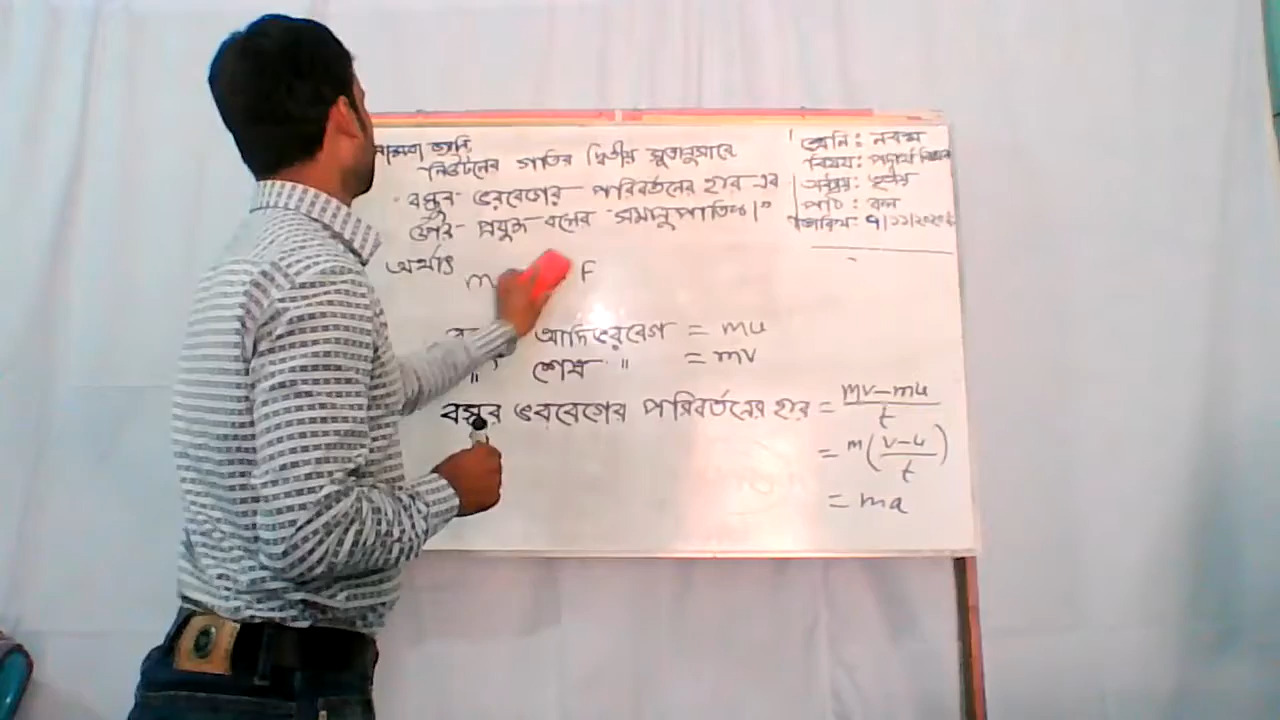 আমরা জানি,
নিউটনের গতির দ্বিতীয় সূত্রানুসারে
বস্তুর ভরবেগের পরিবর্তনের হার এর
প্রযুক্ত বলের সমানুপাতিক।"
অর্থাৎ
m F
আদিভরবেগ = mu
" শেষ " = mv
বস্তুর ভরবেগের পরিবর্তনের হার = mv-mu/t
= m(v-u/t)
= ma
শ্রেনি: নবম
বিষয়: পদার্থ বিজ্ঞান
অধ্যায়: তৃতীয়
পাঠ: বল
তারিখ: